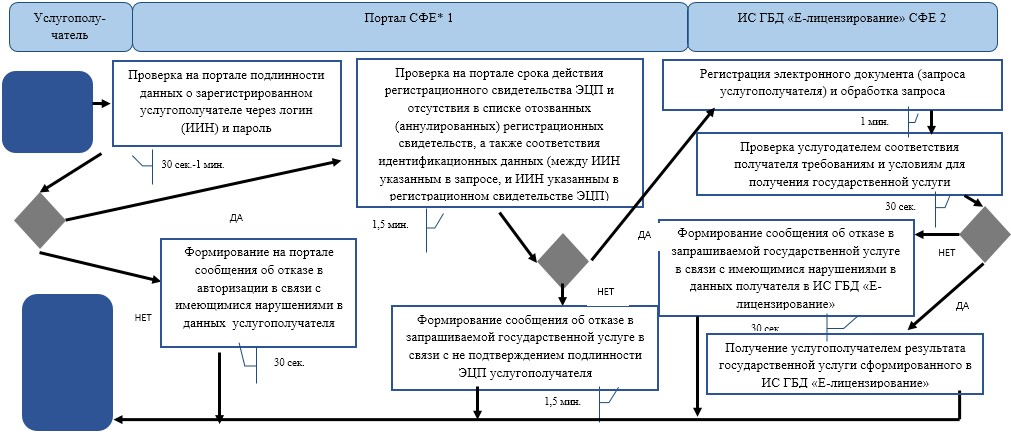 Услугополу-
чатель
Портал СФЕ* 1
ИС ГБД «Е-лицензирование» СФЕ 2
Проверка на портале подлинности
данных о зарегистрированном
услугополучателе через логин
(ИИН) и пароль
30 сек.-1 мин.
Проверка на портале срока действия
регистрационного свидетельства ЭЦП и
отсутствия в списке отозванных
(аннулированных) регистрационных
свидетельств, а также соответствия
идентификационных данных (между ИИН
указанным в запросе, и ИИН указанным в
регистрационном свидетельстве ЭЦП)
1,5 мин.
Регистрация электронного документа (запроса
услугополучателя) и обработка запроса
1 мин.
Проверка услугодателем соответствия
получателя требованиям и условиям для
получения государственной услуги
30 сек.
ДА
ДА
НЕТ
Формирование на портале
сообщения об отказе в
авторизации в связи с
имеющимися нарушениями в
данных услугополучателя
НЕТ
30 сек.
НЕТ
Формирование сообщения об отказе в
запрашиваемой государственной услуге в
связи с не подтверждением подлинности
ЭЦП услугополучателя
1,5 мин.
Формирование сообщения об отказе в
запрашиваемой государственной услуге
в связи с имеющимися нарушениями в
данных получателя в ИС ГБД «Е-
лицензирование»
30 сек
ДА
Получение услугополучателем результата
государственной услуги сформированного в
ИС ГБД «Е-лицензирование»